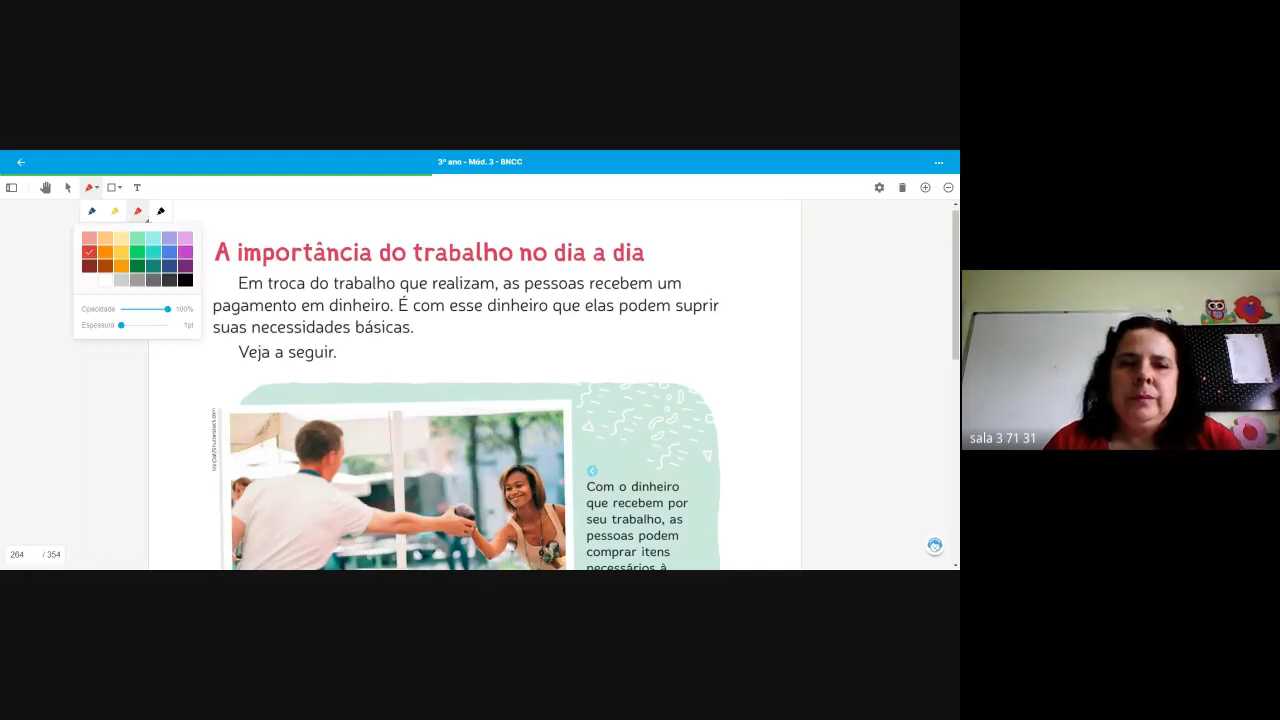 3º ano - Mód. 3 - BNCC
T
Opacidade 100%
Espessura 1pt
A importância do trabalho no dia a dia
Em troca do trabalho que realizam, as pessoas recebem um
pagamento em dinheiro. É com esse dinheiro que elas podem suprir
suas necessidades básicas.
Veja a seguir.
Com o dinheiro
que recebem por
seu trabalho, as
pessoas podem
comprar itens
necessários à
264 / 354
sala 3 71 31